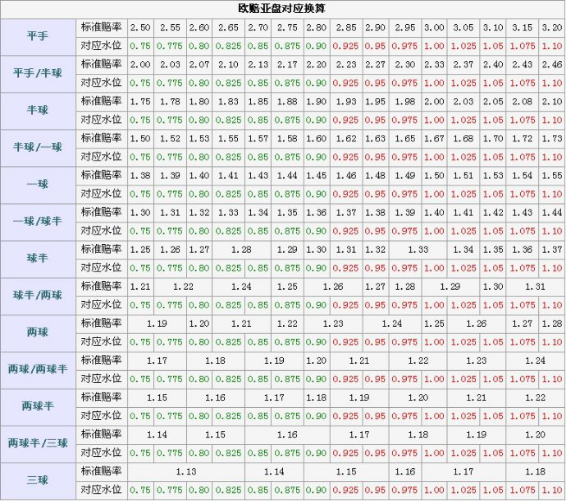 欧赔亚盘对应换算
平手 标准赔率 2.50 2.55 2.60 2.65 2.70 2.75 2.80 2.85 2.90 2.95 3.00 3.05 3.10 3.15 3.20
对应水位 0.75 0.775 0.80 0.825 0.85 0.875 0.90 0.925 0.95 0.975 1.00 1.025 1.05 1.075 1.10
平手/半球 标准赔率 2.00 2.03 2.07 2.10 2.13 2.17 2.20 2.23 2.27 2.30 2.33 2.37 2.40 2.43 2.46
对应水位 0.75 0.775 0.80 0.825 0.85 0.875 0.90 0.925 0.95 0.975 1.00 1.025 1.05 1.075 1.10
半球 标准赔率 1.75 1.78 1.80 1.83 1.85 1.88 1.90 1.93 1.95 1.98 2.00 2.03 2.05 2.08 2.10
对应水位 0.75 0.775 0.80 0.825 0.85 0.875 0.90 0.925 0.95 0.975 1.00 1.025 1.05 1.075 1.10
半球/一球 标准赔率 1.50 1.52 1.53 1.55 1.57 1.58 1.60 1.62 1.63 1.65 1.67 1.68 1.70 1.72 1.73
对应水位 0.75 0.775 0.80 0.825 0.85 0.875 0.90 0.925 0.95 0.975 1.00 1.025 1.05 1.075 1.10
一球 标准赔率 1.38 1.39 1.40 1.41 1.43 1.44 1.45 1.46 1.48 1.49 1.50 1.51 1.53 1.54 1.55
对应水位 0.75 0.775 0.80 0.825 0.85 0.875 0.90 0.925 0.95 0.975 1.00 1.025 1.05 1.075 1.10
一球/球半 标准赔率 1.30 1.31 1.32 1.33 1.34 1.35 1.36 1.37 1.38 1.39 1.40 1.41 1.42 1.43 1.44
对应水位 0.75 0.775 0.80 0.825 0.85 0.875 0.90 0.925 0.95 0.975 1.00 1.025 1.05 1.075 1.10
球半 标准赔率 1.25 1.26 1.27 1.28 1.29 1.30 1.31 1.32 1.33 1.34 1.35 1.36 1.37
对应水位 0.75 0.775 0.80 0.825 0.85 0.875 0.90 0.925 0.95 0.975 1.00 1.025 1.05 1.075 1.10
球半/两球 标准赔率 1.21 1.22 1.24 1.25 1.26 1.27 1.28 1.29 1.30 1.31
对应水位 0.75 0.775 0.80 0.825 0.85 0.875 0.90 0.925 0.95 0.975 1.00 1.025 1.05 1.075 1.10
两球 标准赔率 1.19 1.20 1.21 1.22 1.23 1.24 1.25 1.26 1.27 1.28
对应水位 0.75 0.775 0.80 0.825 0.85 0.875 0.90 0.925 0.95 0.975 1.00 1.025 1.05 1.075 1.10
两球/两球半 标准赔率 1.17 1.18 1.19 1.20 1.21 1.22 1.23 1.24
对应水位 0.75 0.775 0.80 0.825 0.85 0.875 0.90 0.925 0.95 0.975 1.00 1.025 1.05 1.075 1.10
两球半 标准赔率 1.15 1.16 1.17 1.18 1.19 1.20 1.21 1.22
对应水位 0.75 0.775 0.80 0.825 0.85 0.875 0.90 0.925 0.95 0.975 1.00 1.025 1.05 1.075 1.10
两球半/三球 标准赔率 1.14 1.15 1.16 1.17 1.18 1.19 1.20
对应水位 0.75 0.775 0.80 0.825 0.85 0.875 0.90 0.925 0.95 0.975 1.00 1.025 1.05 1.075 1.10
三球 标准赔率 1.13 1.14 1.15 1.16 1.17 1.18
对应水位 0.75 0.775 0.80 0.825 0.85 0.875 0.90 0.925 0.95 0.975 1.00 1.025 1.05 1.075 1.10